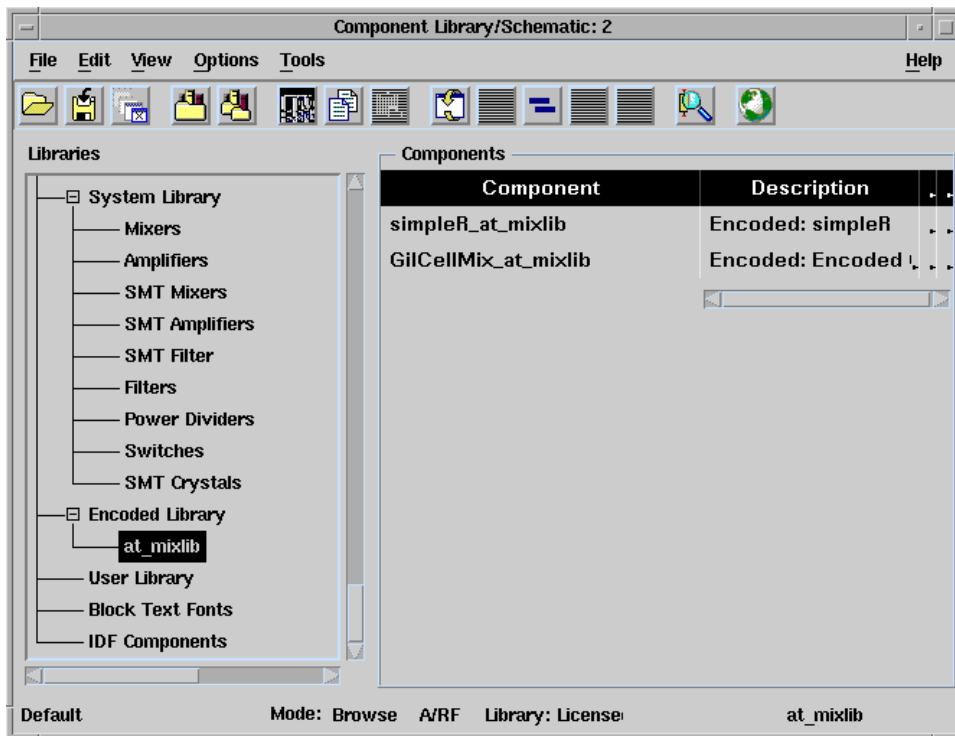 Component Library/Schematic: 2
File Edit View Options Tools Help
Libraries
System Library
Mixers
Amplifiers
SMT Mixers
SMT Amplifiers
SMT Filter
Filters
Power Dividers
Switches
SMT Crystals
Encoded Library
at_mixlib
User Library
Block Text Fonts
IDF Components
Components
Component Description
simpleR_at_mixlib Encoded: simpleR
GilCellMix_at_mixlib Encoded: Encoded
Default Mode: Browse A/RF Library: License at_mixlib